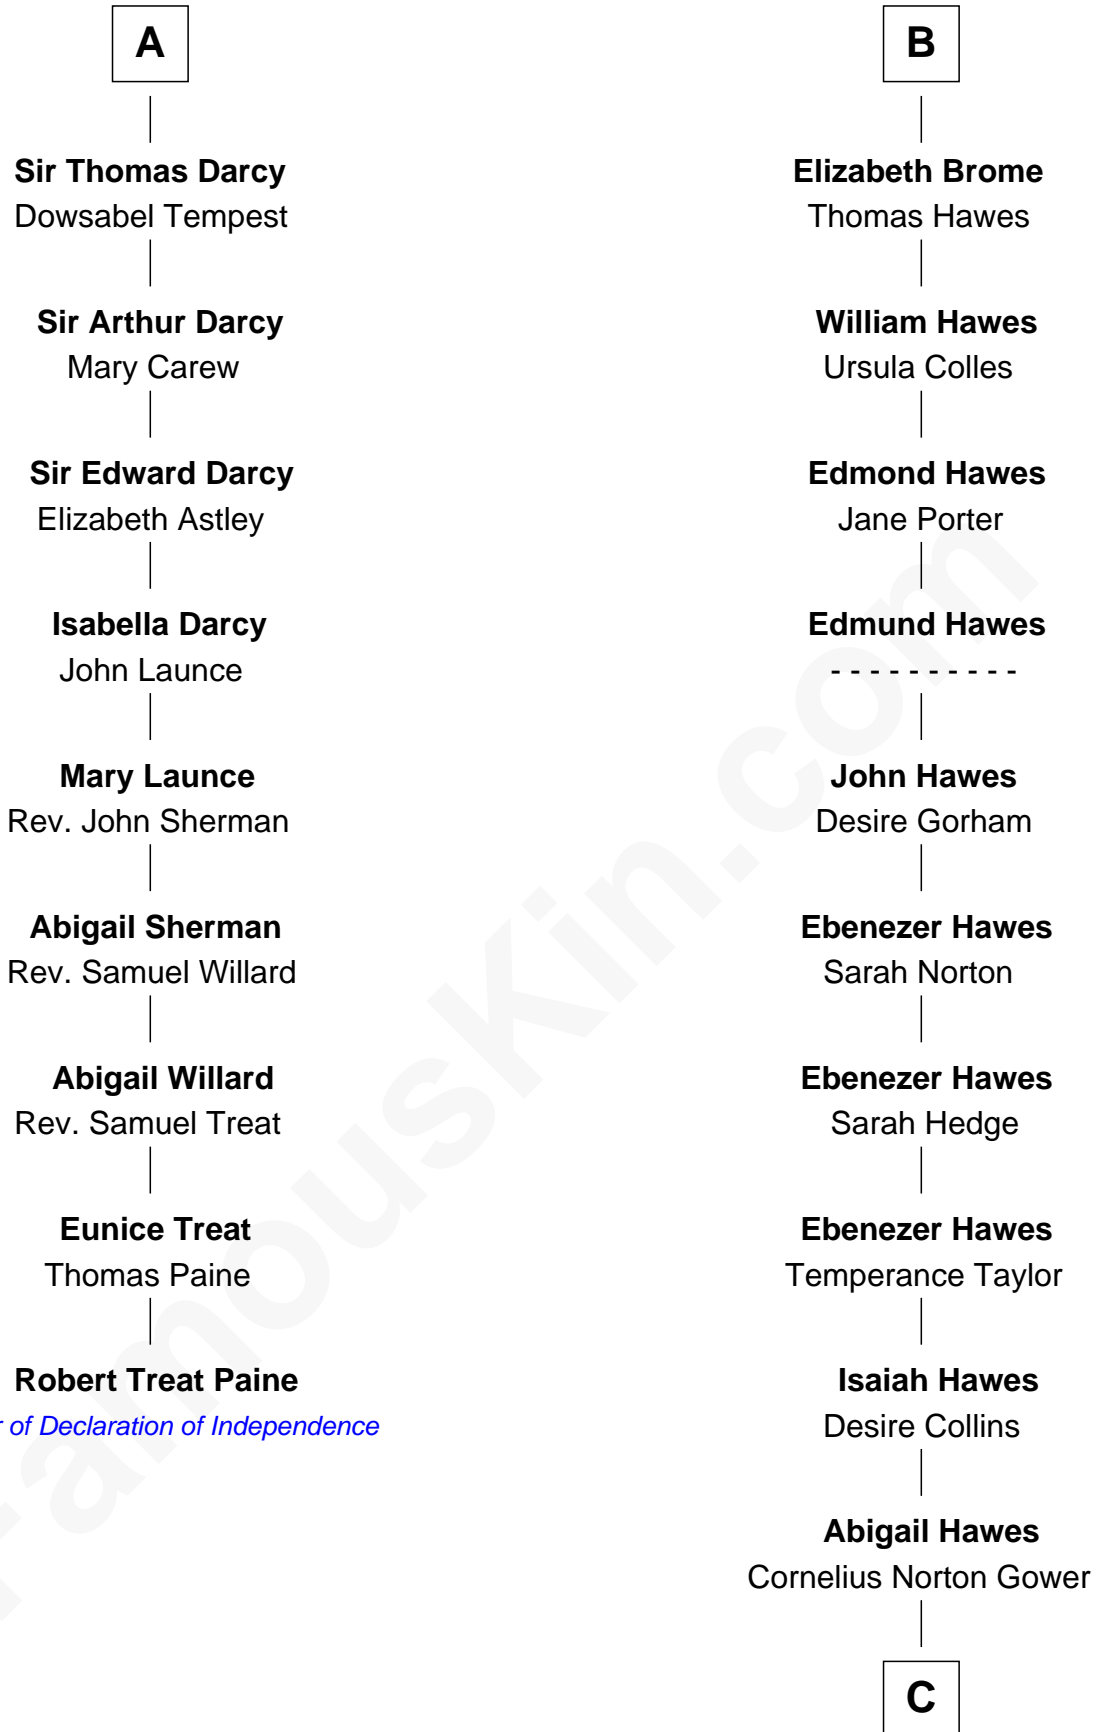 A
Sir Thomas Darcy
Dowsabel Tempest
Sir Arthur Darcy
Mary Carew
Sir Edward Darcy
Elizabeth Astley
Isabella Darcy
John Launce
Mary Launce
Rev. John Sherman
Abigail Sherman
Rev. Samuel Willard
Abigail Willard
Rev. Samuel Treat
Eunice Treat
Thomas Paine
Robert Treat Paine
of Declaration of Independence
B
Elizabeth Brome
Thomas Hawes
William Hawes
Ursula Colles
Edmond Hawes
Jane Porter
Edmund Hawes
- - - - - - - - - -
John Hawes
Desire Gorham
Ebenezer Hawes
Sarah Norton
Ebenezer Hawes
Sarah Hedge
Ebenezer Hawes
Temperance Taylor
Isaiah Hawes
Desire Collins
Abigail Hawes
Cornelius Norton Gower
C
FamousKin.com